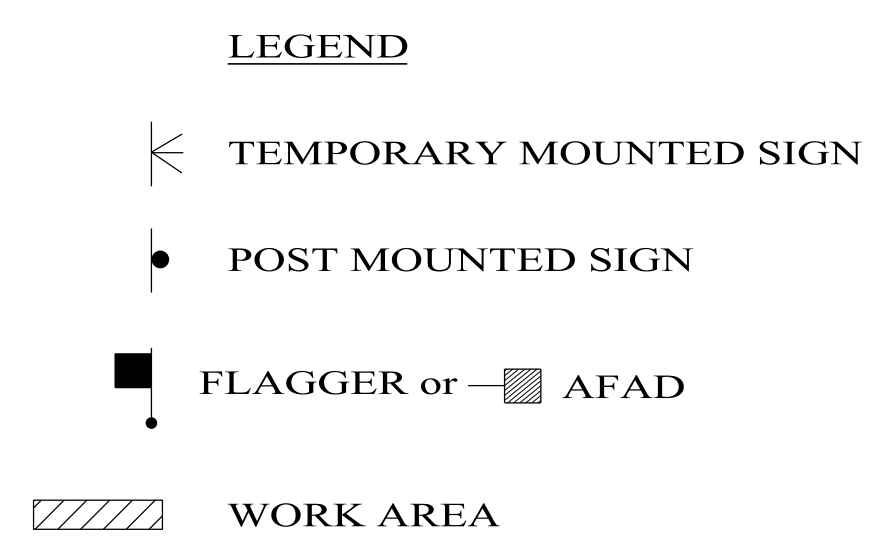 LEGEND
TEMPORARY MOUNTED SIGN
POST MOUNTED SIGN
FLAGGER or AFAD
WORK AREA